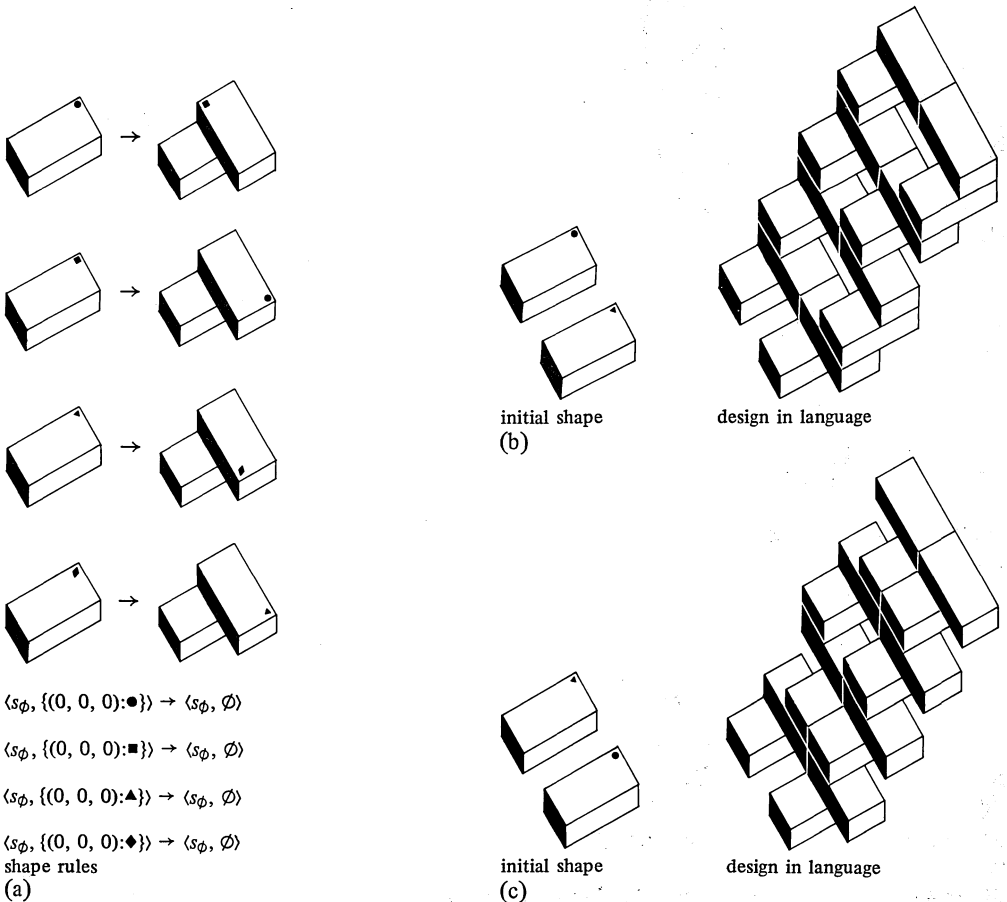 ⟨s_ϕ, {(0, 0, 0):●}⟩ → ⟨s_ϕ, ∅⟩
⟨s_ϕ, {(0, 0, 0):■}⟩ → ⟨s_ϕ, ∅⟩
⟨s_ϕ, {(0, 0, 0):▲}⟩ → ⟨s_ϕ, ∅⟩
⟨s_ϕ, {(0, 0, 0):◆}⟩ → ⟨s_ϕ, ∅⟩
shape rules
(a)
initial shape
design in language
(b)
initial shape
design in language
(c)